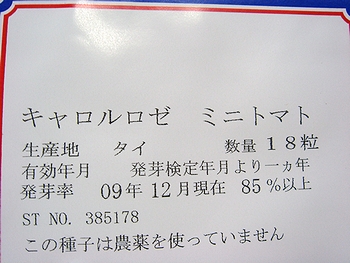 キャロルロゼ　ミニトマト
生産地　タイ　数量１８粒
有効年月　発芽検定年月より一ヵ年
発芽率　09年12月現在　85％以上
ST NO. 385178
この種子は農薬を使っていません